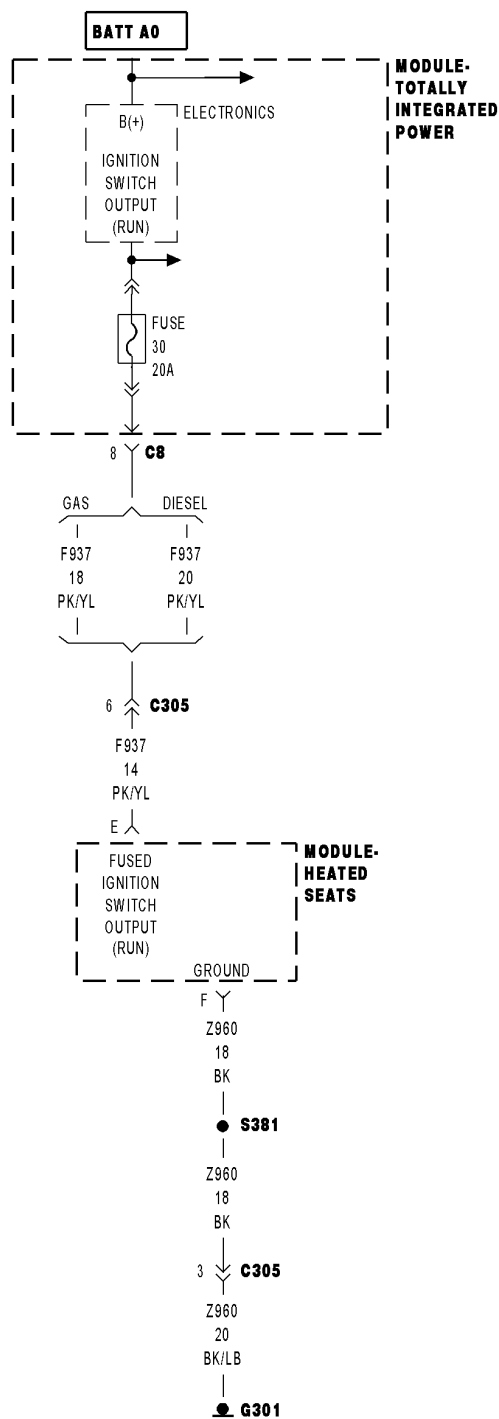 BATT A0
MODULE-
TOTALLY
INTEGRATED
POWER
ELECTRONICS
B(+)
IGNITION
SWITCH
OUTPUT
(RUN)
FUSE
30
20A
8 C8
GAS DIESEL
F937 F937
18 20
PK/YL PK/YL
6 C305
F937
14
PK/YL
E
MODULE-
HEATED
SEATS
FUSED
IGNITION
SWITCH
OUTPUT
(RUN)
GROUND
F
Z960
18
BK
S381
Z960
18
BK
3 C305
Z960
20
BK/LB
G301